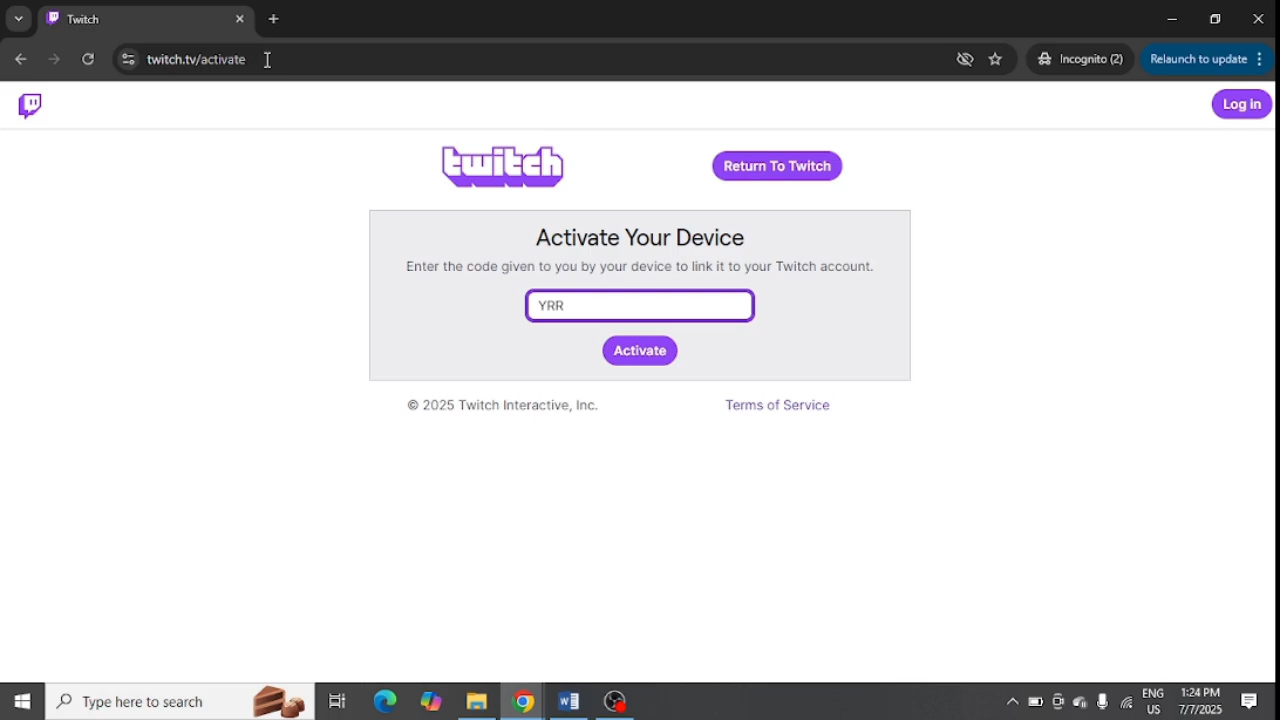 Twitch
twitch.tv/activate
Incognito (2)
Relaunch to update
Log in
twitch
Return To Twitch
Activate Your Device
Enter the code given to you by your device to link it to your Twitch account.
YRR
Activate
© 2025 Twitch Interactive, Inc.
Terms of Service
Type here to search
ENG
US
1:24 PM
7/7/2025